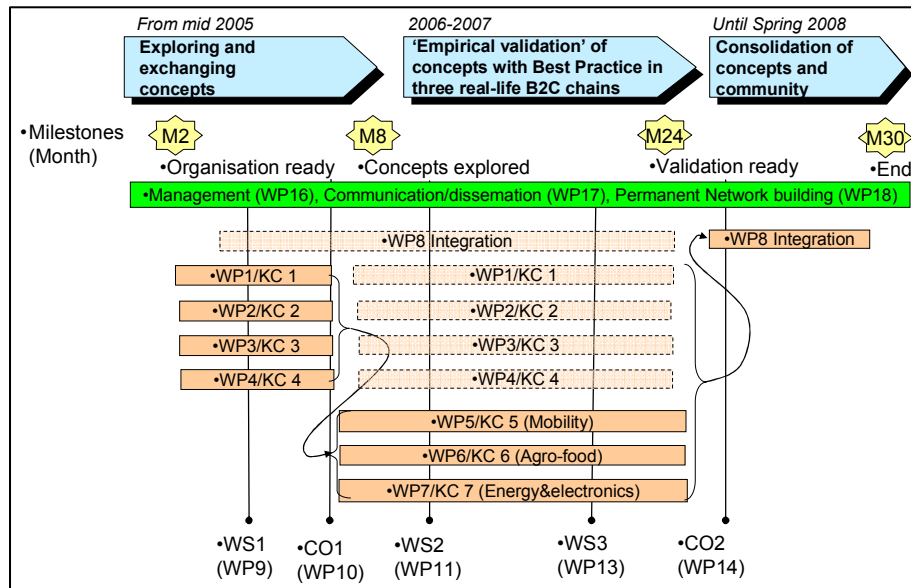 From mid 2005
2006-2007
Until Spring 2008
Exploring and
exchanging
concepts
‘Empirical validation’ of
concepts with Best Practice in
three real-life B2C chains
Consolidation of
concepts and
community
•Milestones
(Month)
M2
M8
M24
M30
•Organisation ready
•Concepts explored
•Validation ready
•End
•Management (WP16), Communication/dissemation (WP17), Permanent Network building (WP18)
•WP8 Integration
•WP8 Integration
•WP1/KC 1
•WP1/KC 1
•WP2/KC 2
•WP2/KC 2
•WP3/KC 3
•WP3/KC 3
•WP4/KC 4
•WP4/KC 4
•WP5/KC 5 (Mobility)
•WP6/KC 6 (Agro-food)
•WP7/KC 7 (Energy&electronics)
•WS1
(WP9)
•CO1
(WP10)
•WS2
(WP11)
•WS3
(WP13)
•CO2
(WP14)